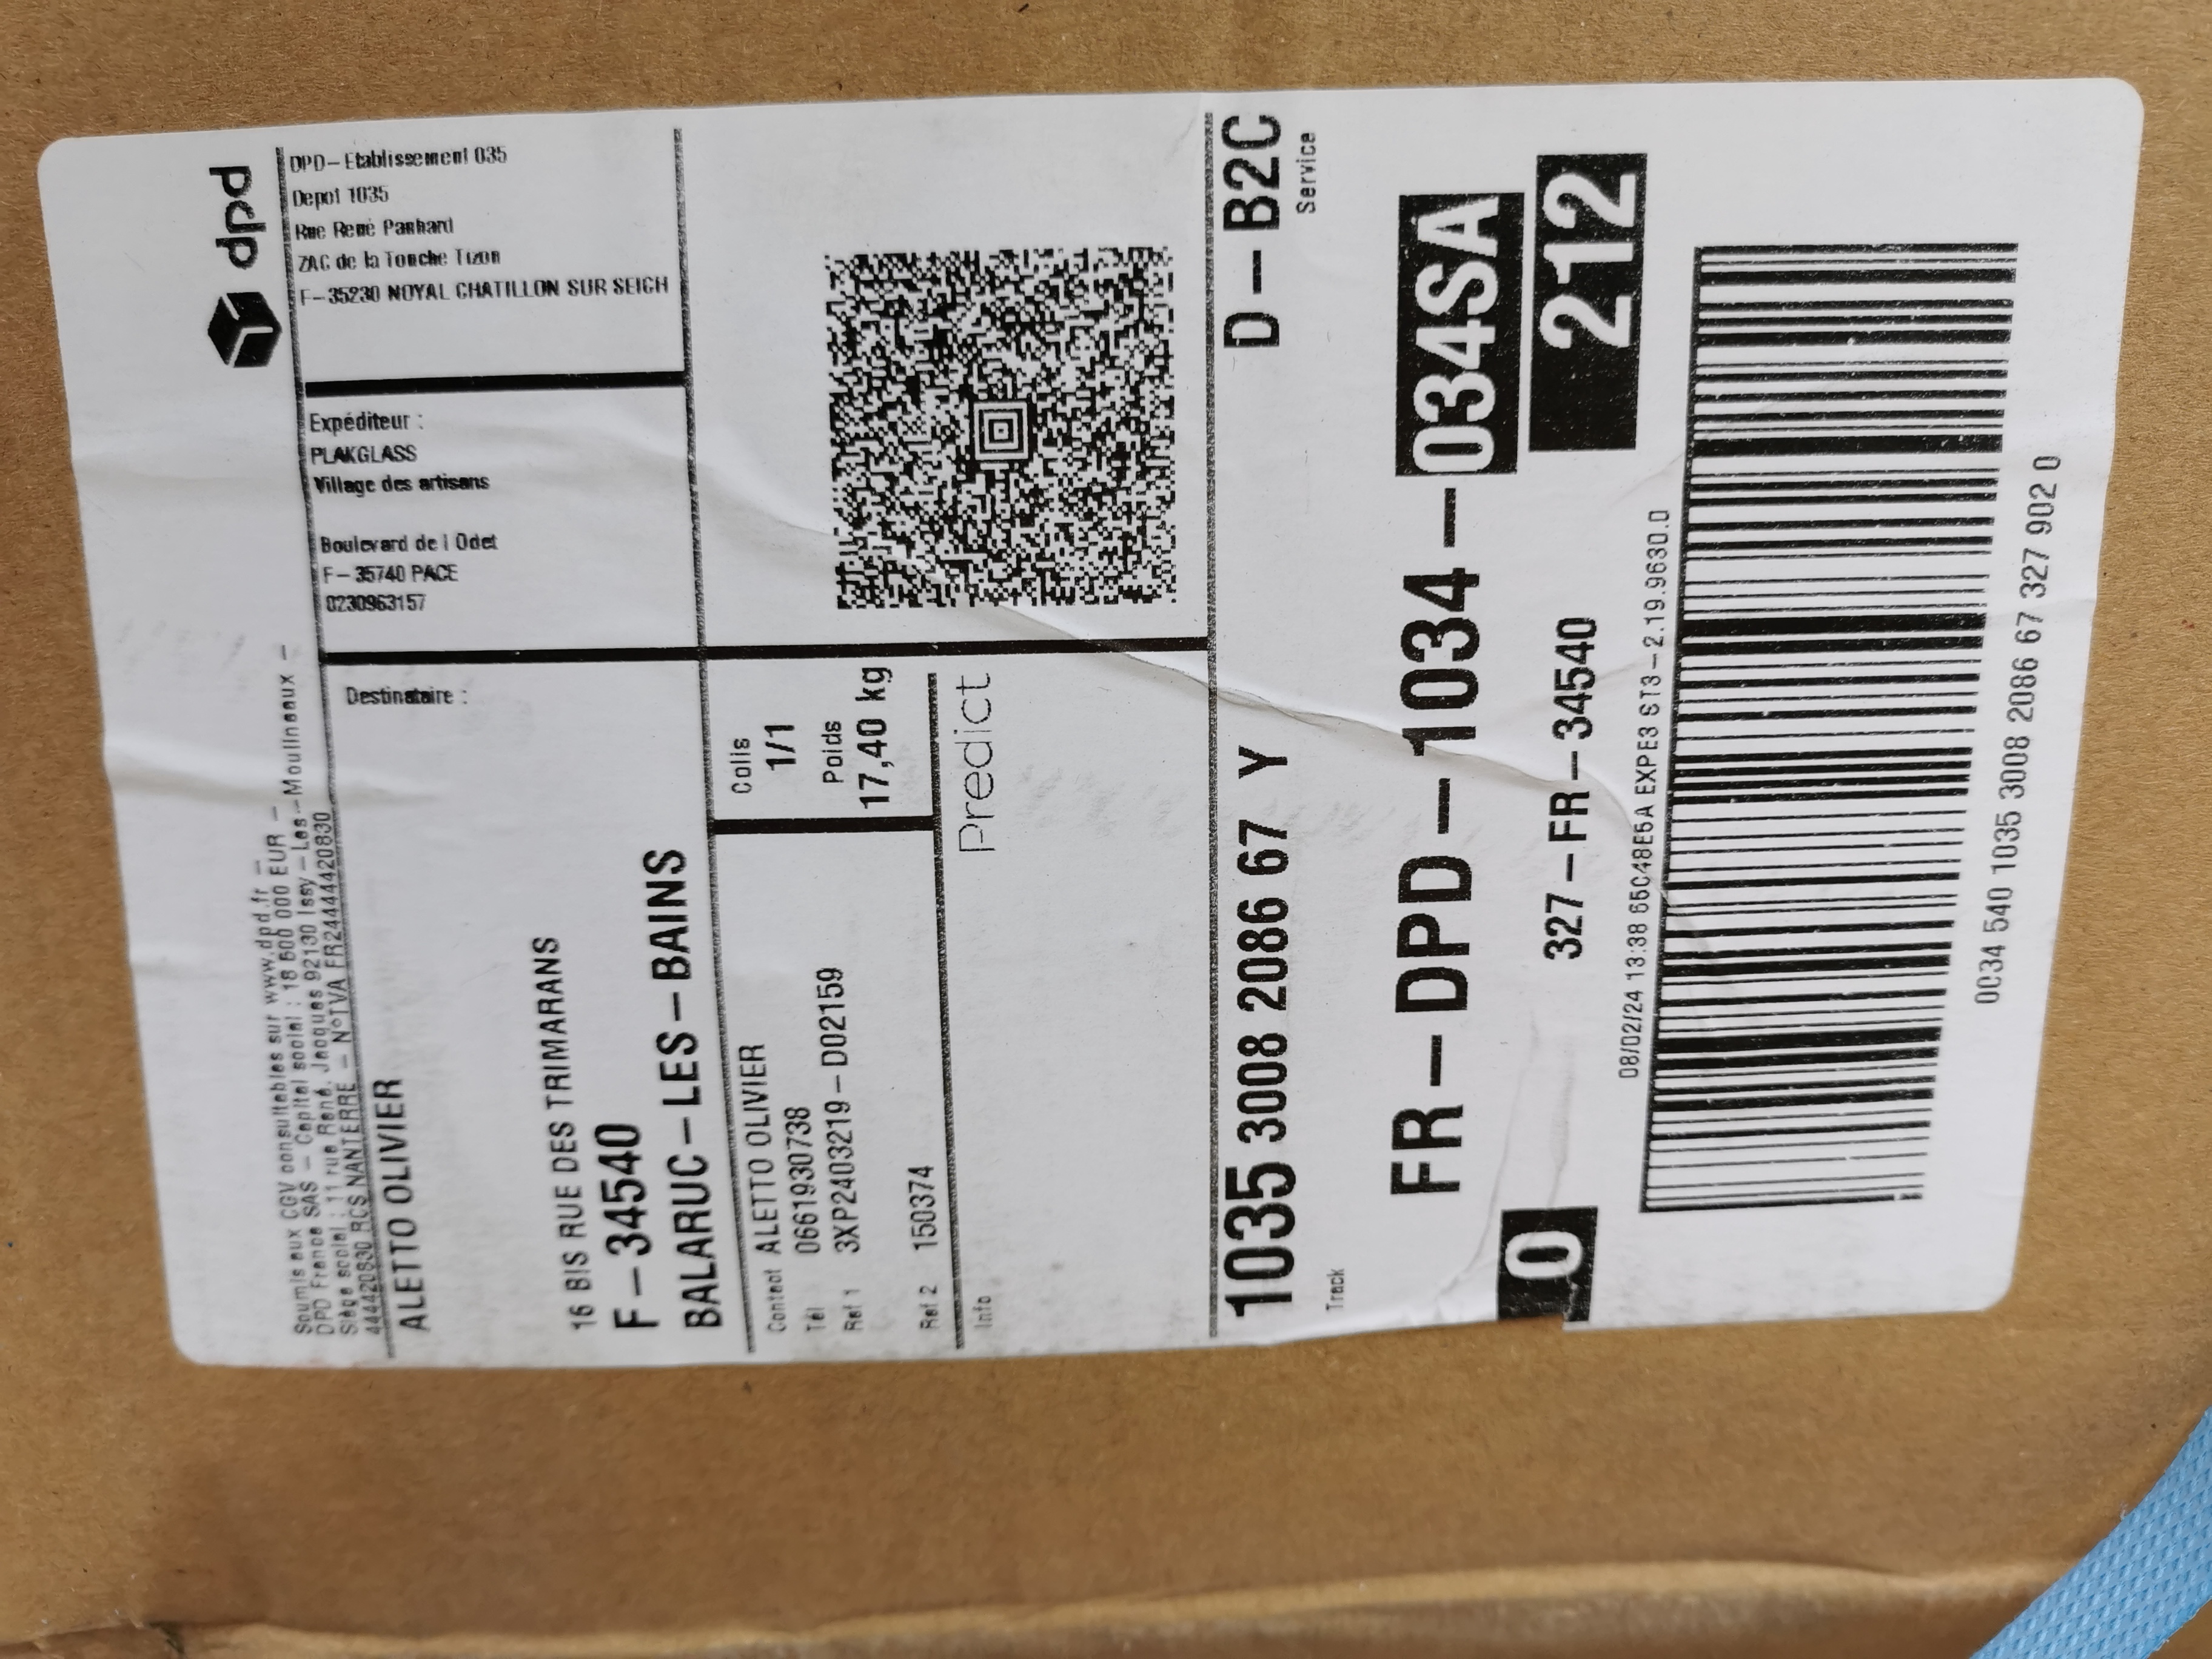 dpd
Soumis aux CGV consultables sur www.dpd.fr –
DPD France SAS – Capital social : 18 600 000 EUR –
Siège social : 11 rue René Jacques 92130 Issy–Les–Moulineaux –
444420830 RCS NANTERRE – N°TVA FR24444420830
DPD–Etablissement 035
Depot 1035
Rue René Panhard
ZAC de la Touche Tizon
F–35230 NOYAL CHATILLON SUR SEICH
Expéditeur :
PLAKGLASS
Village des artisans
Boulevard de l Odet
F–35740 PACE
0230963157
Destinataire :
ALETTO OLIVIER
16 BIS RUE DES TRIMARANS
F–34540
BALARUC–LES–BAINS
Contact ALETTO OLIVIER
Tél 0661930738
Ref 1 3XP2403219–D02159
Ref 2 150374
Colis
1/1
Poids
17,40 kg
Info
Predict
1035 3008 2086 67 Y
Track
D–B2C
Service
FR–DPD–1034–034SA
0
327–FR–34540
212
08/02/24 13:38 65C48E5A EXPE3 ST3–2.19.9630.0
0034 540 1035 3008 2086 67 327 902 0